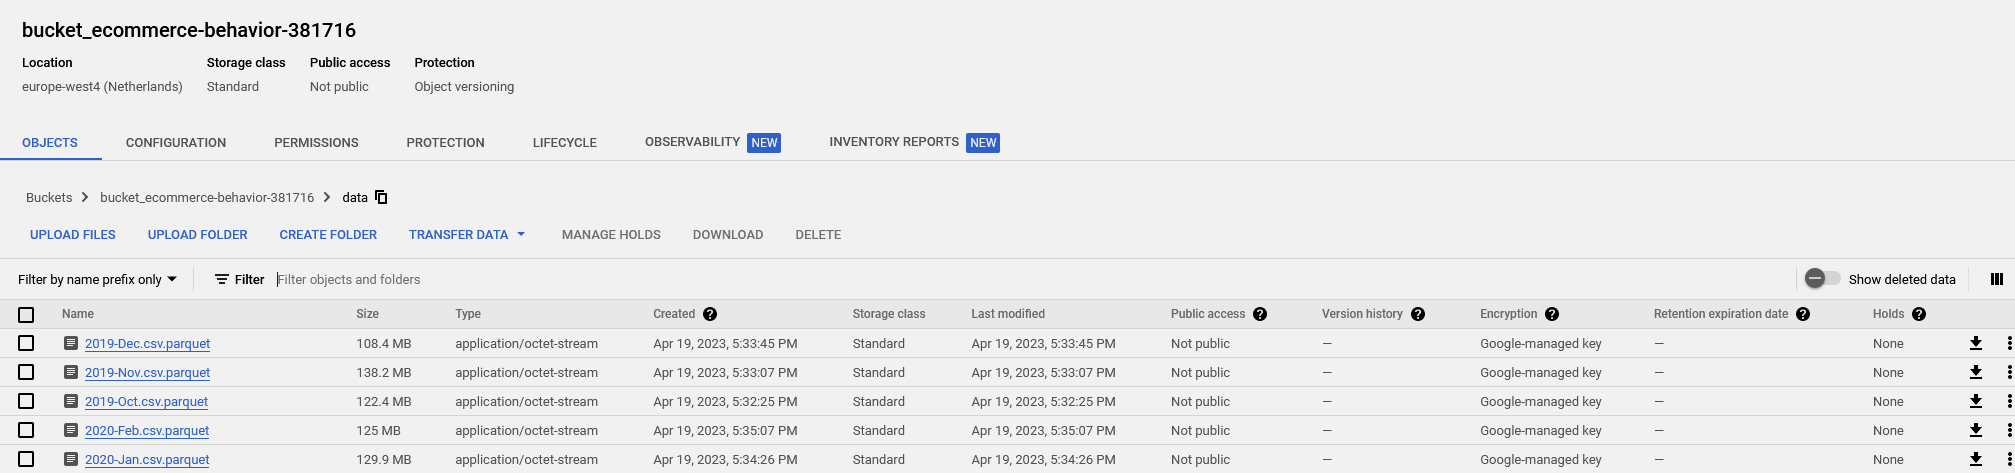 bucket_ecommerce-behavior-381716
Location Storage class Public access Protection
europe-west4 (Netherlands) Standard Not public Object versioning
OBJECTS CONFIGURATION PERMISSIONS PROTECTION LIFECYCLE OBSERVABILITY NEW INVENTORY REPORTS NEW
Buckets > bucket_ecommerce-behavior-381716 > data
UPLOAD FILES UPLOAD FOLDER CREATE FOLDER TRANSFER DATA MANAGE HOLDS DOWNLOAD DELETE
Filter by name prefix only Filter Filter objects and folders Show deleted data
Name Size Type Created ? Storage class Last modified Public access ? Version history ? Encryption ? Retention expiration date ? Holds ?
2019-Dec.csv.parquet 108.4 MB application/octet-stream Apr 19, 2023, 5:33:45 PM Standard Apr 19, 2023, 5:33:45 PM Not public — Google-managed key — None
2019-Nov.csv.parquet 138.2 MB application/octet-stream Apr 19, 2023, 5:33:07 PM Standard Apr 19, 2023, 5:33:07 PM Not public — Google-managed key — None
2019-Oct.csv.parquet 122.4 MB application/octet-stream Apr 19, 2023, 5:32:25 PM Standard Apr 19, 2023, 5:32:25 PM Not public — Google-managed key — None
2020-Feb.csv.parquet 125 MB application/octet-stream Apr 19, 2023, 5:35:07 PM Standard Apr 19, 2023, 5:35:07 PM Not public — Google-managed key — None
2020-Jan.csv.parquet 129.9 MB application/octet-stream Apr 19, 2023, 5:34:26 PM Standard Apr 19, 2023, 5:34:26 PM Not public — Google-managed key — None